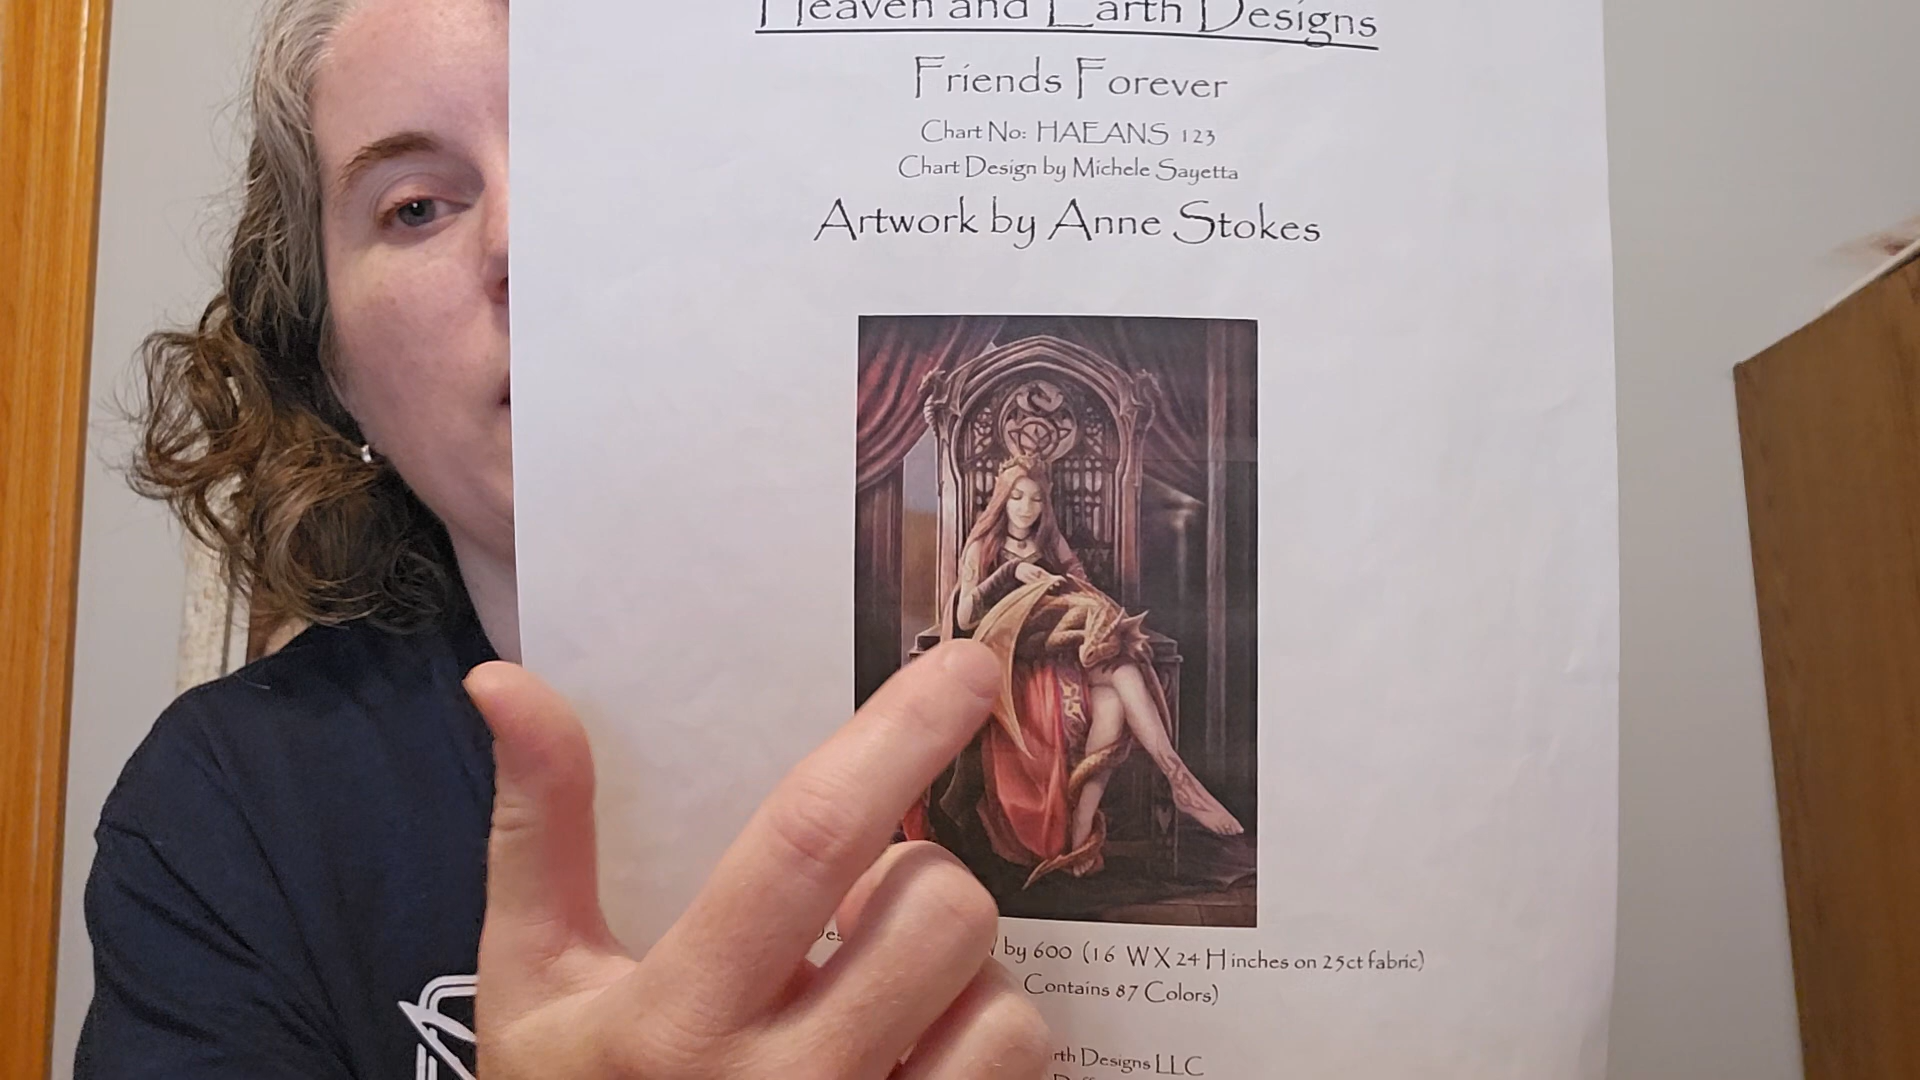 Heaven and Earth Designs
Friends Forever
Chart No: HAEANS 123
Chart Design by Michele Sayetta
Artwork by Anne Stokes
by 600 (16 W X 24 H inches on 25ct fabric)
Contains 87 Colors)
Designs LLC